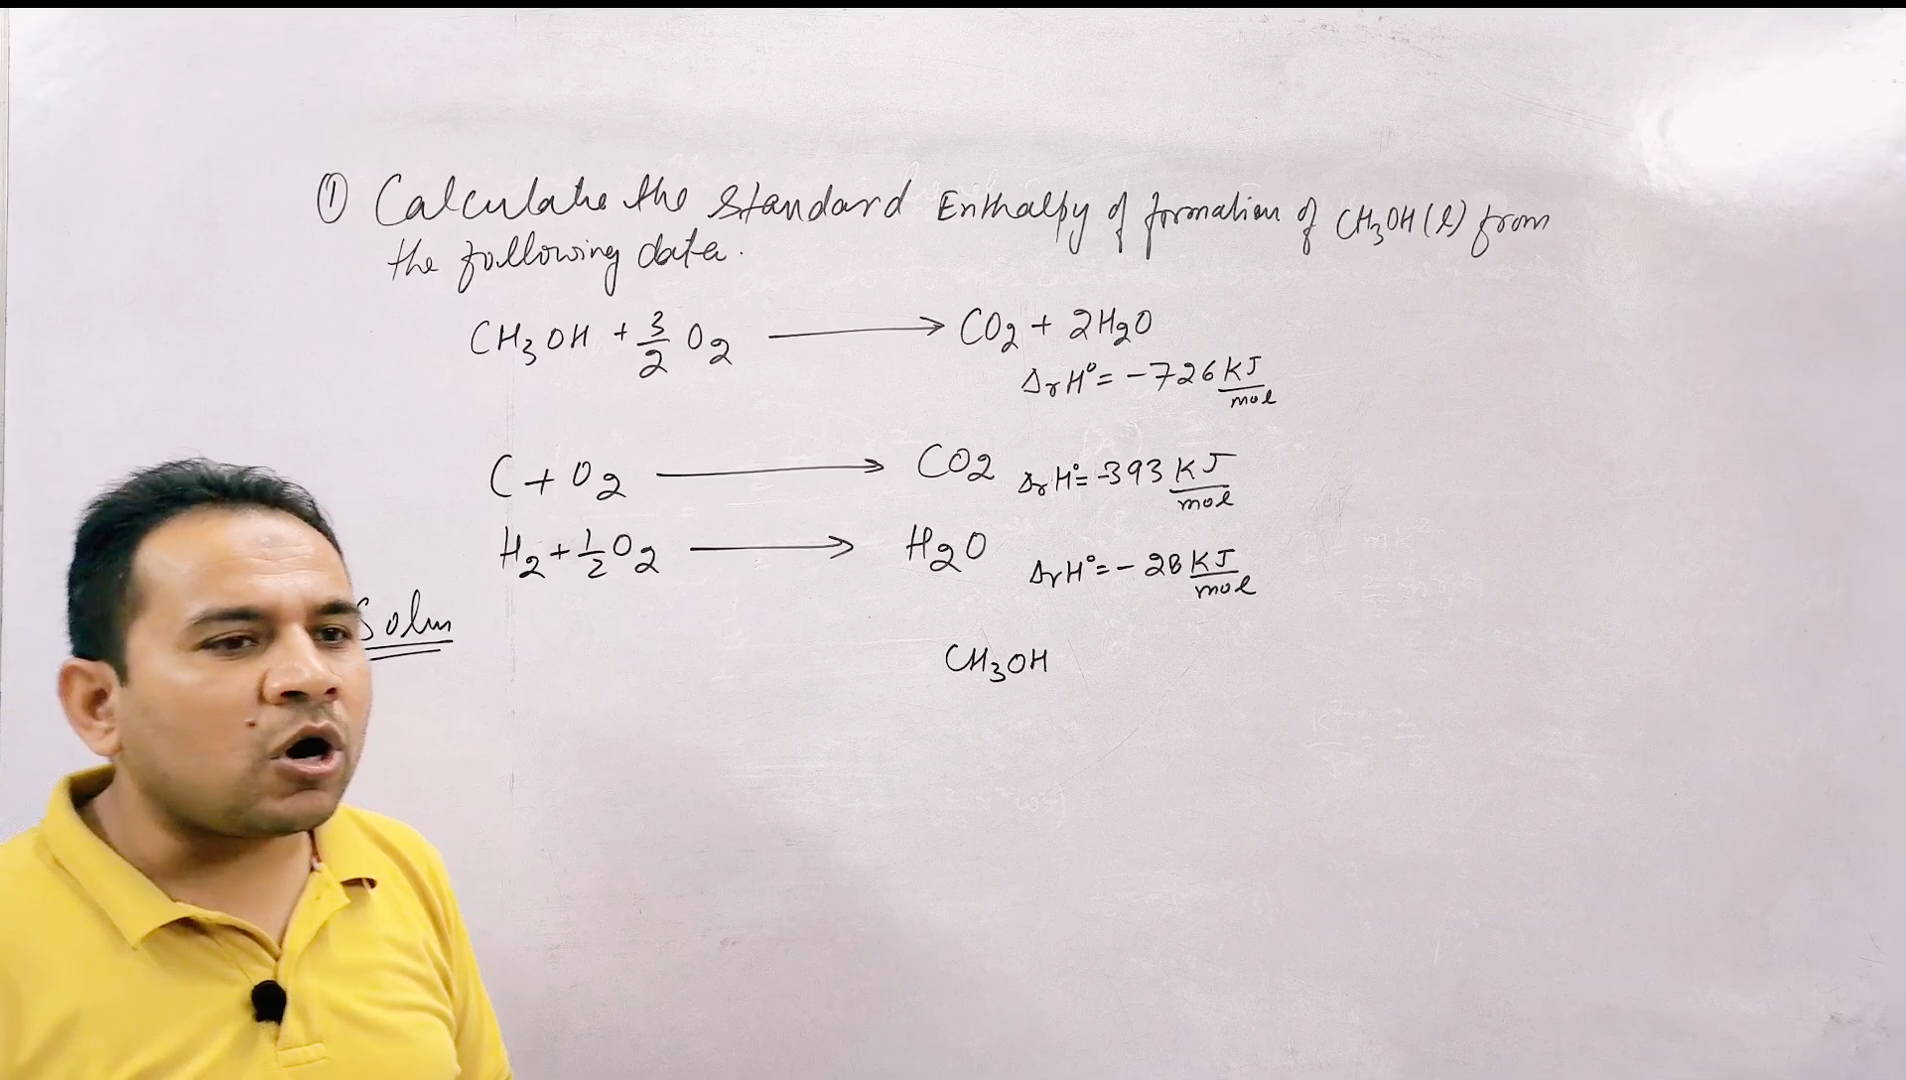 ① Calculate the standard Enthalpy of formation of CH₃OH(l) from
the following data.
CH₃OH + 3/2 O₂ ⟶ CO₂ + 2H₂O
ΔrH° = -726 KJ/mol
C + O₂ ⟶ CO₂ ΔrH° = -393 KJ/mol
H₂ + 1/2 O₂ ⟶ H₂O ΔrH° = -28 KJ/mol
Soln
CH₃OH